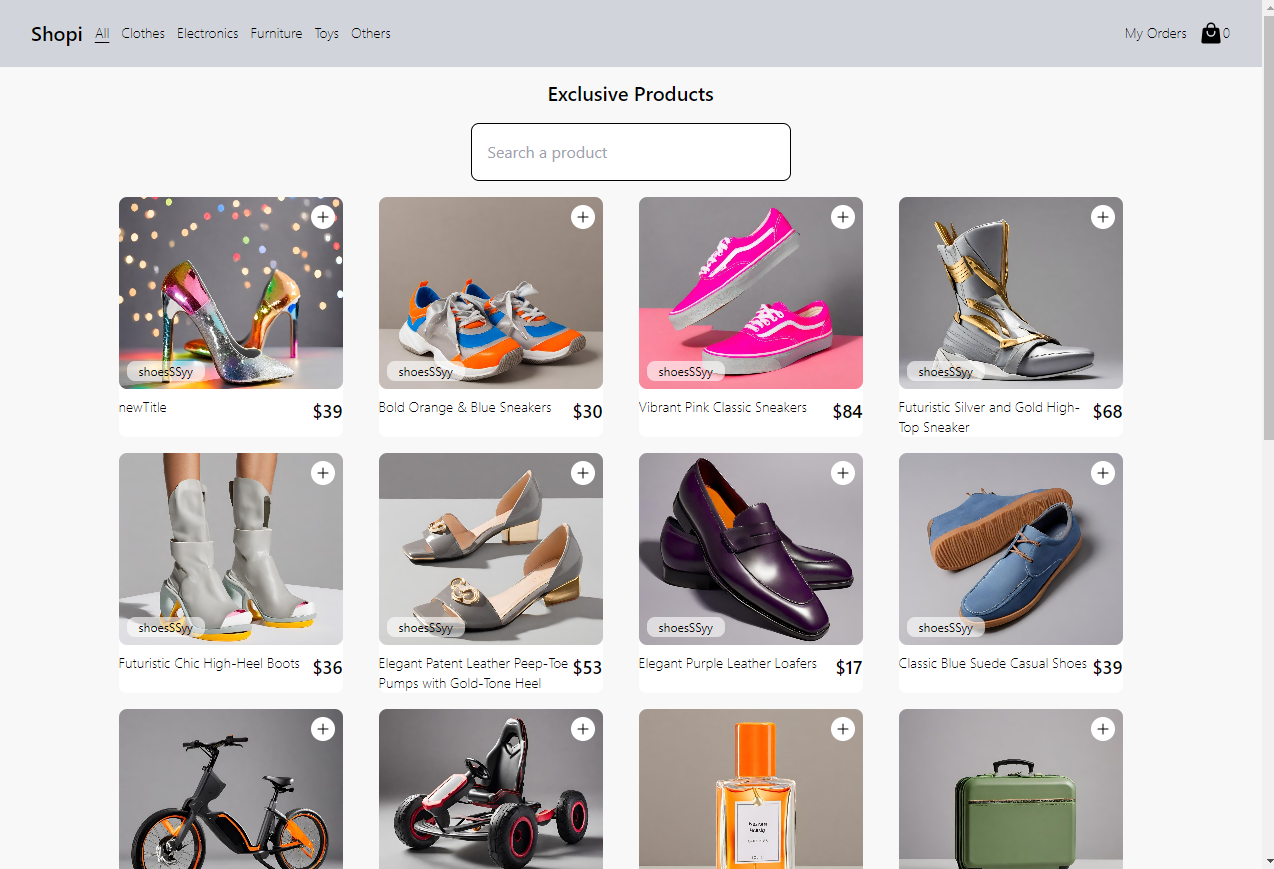 Shopi All Clothes Electronics Furniture Toys Others My Orders 0
Exclusive Products
Search a product
shoesSSyy
newTitle
$39
shoesSSyy
Bold Orange & Blue Sneakers
$30
shoesSSyy
Vibrant Pink Classic Sneakers
$84
shoesSSyy
Futuristic Silver and Gold High-
Top Sneaker
$68
shoesSSyy
Futuristic Chic High-Heel Boots
$36
shoesSSyy
Elegant Patent Leather Peep-Toe
Pumps with Gold-Tone Heel
$53
shoesSSyy
Elegant Purple Leather Loafers
$17
shoesSSyy
Classic Blue Suede Casual Shoes
$39